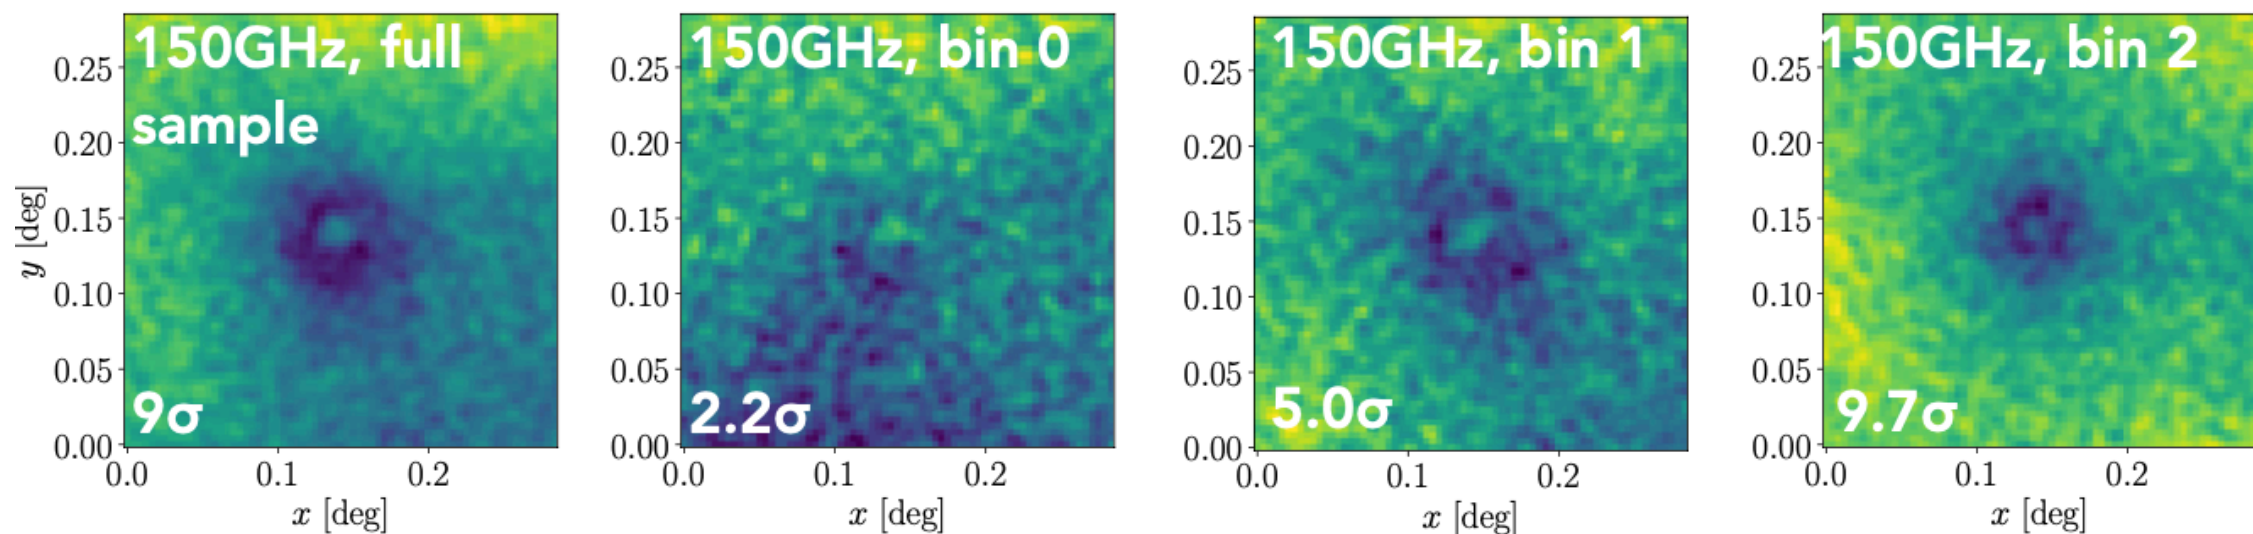 150GHz, full
sample
9σ
0.25
0.20
0.15
0.10
0.05
0.00
y [deg]
0.0 0.1 0.2
x [deg]
150GHz, bin 0
2.2σ
0.25
0.20
0.15
0.10
0.05
0.00
0.0 0.1 0.2
x [deg]
150GHz, bin 1
5.0σ
0.25
0.20
0.15
0.10
0.05
0.00
0.0 0.1 0.2
x [deg]
150GHz, bin 2
9.7σ
0.25
0.20
0.15
0.10
0.05
0.00
0.0 0.1 0.2
x [deg]